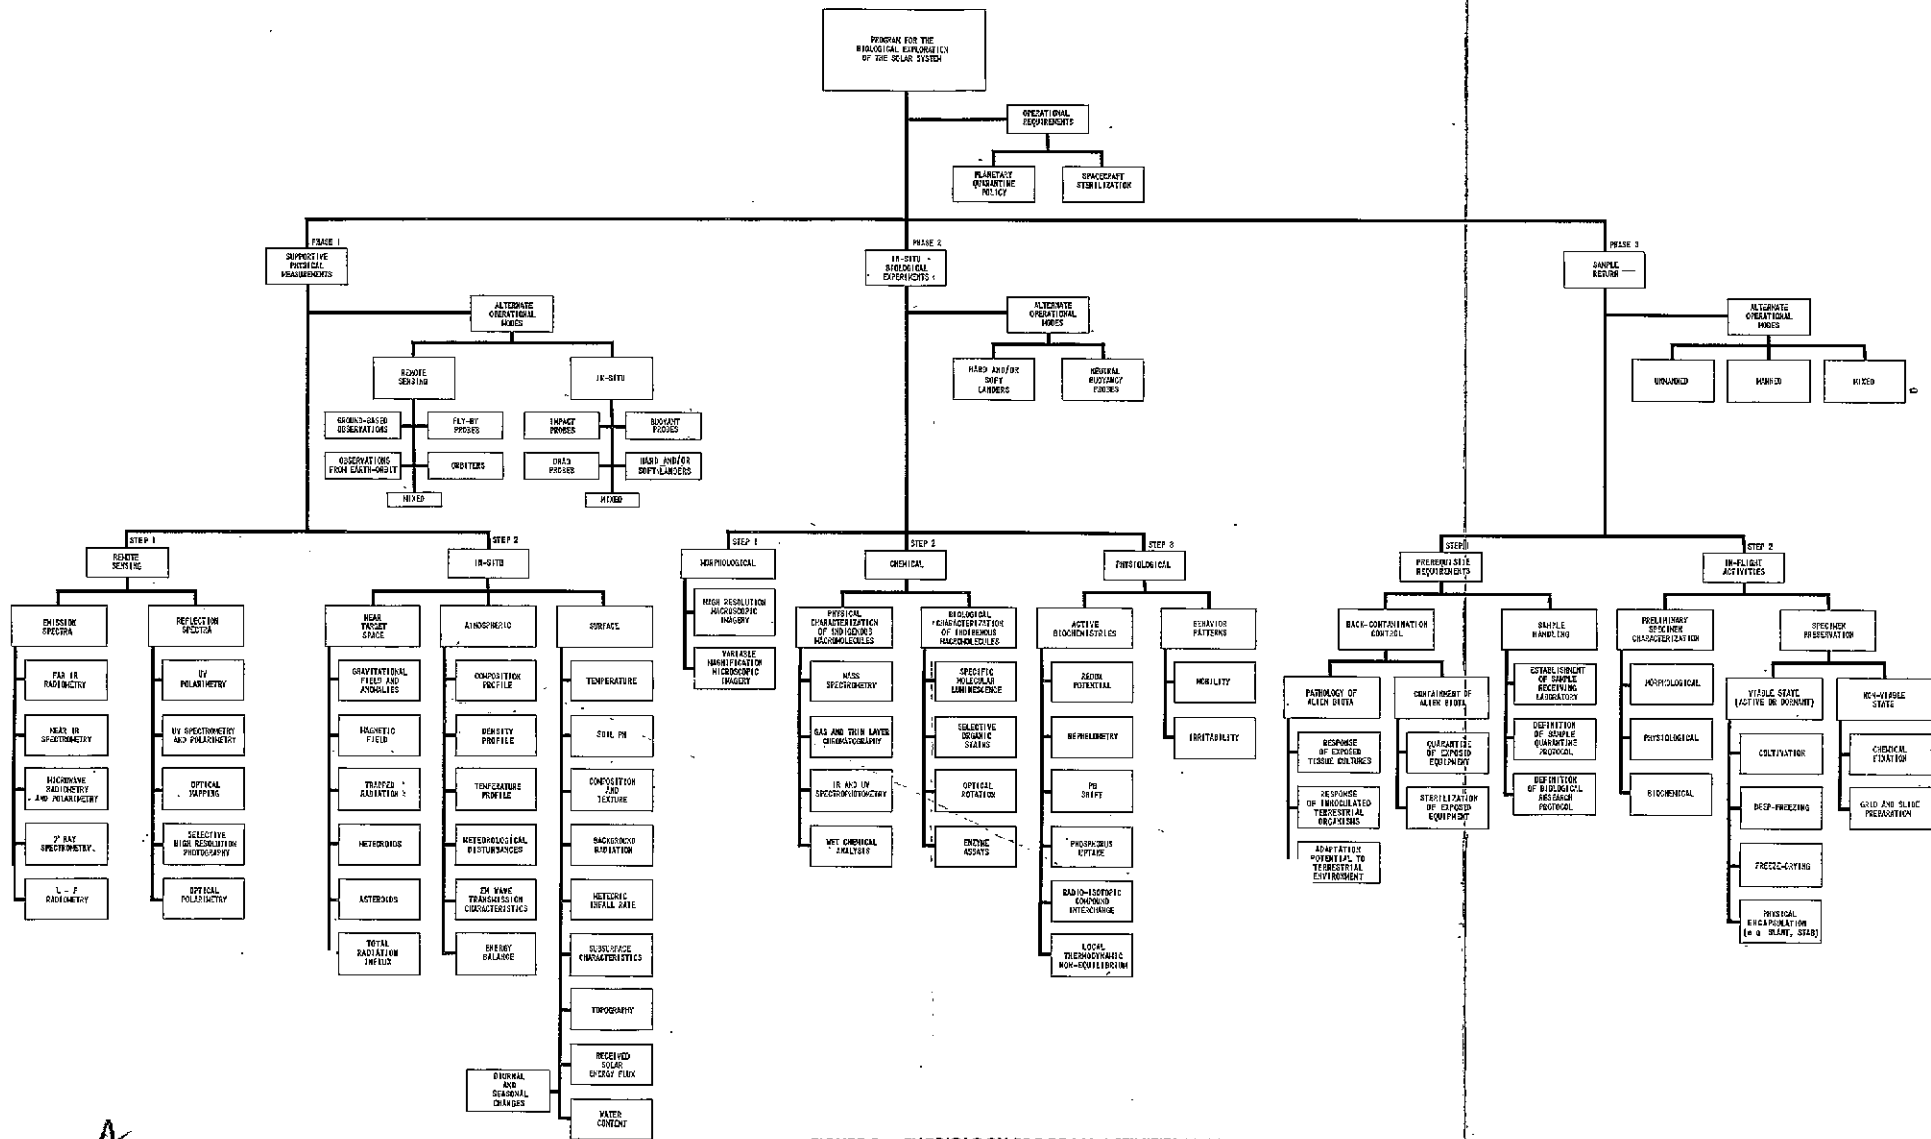 PROGRAM FOR THE
BIOLOGICAL EXPLORATION
OF THE SOLAR SYSTEM
OPERATIONAL
REQUIREMENTS
PLANETARY
QUARANTINE
POLICY
SPACECRAFT
STERILIZATION
PHASE 1
SUPPORTIVE
PHYSICAL
MEASUREMENTS
PHASE 2
IN-SITU
BIOLOGICAL
EXPERIMENTS
PHASE 3
SAMPLE
RETURN
ALTERNATE
OPERATIONAL
MODES
REMOTE
SENSING
IN-SITU
GROUND-BASED
OBSERVATIONS
FLY-BY
PROBES
OBSERVATIONS
FROM EARTH-ORBIT
ORBITERS
MIXED
IMPACT
PROBES
BUOYANT
PROBES
DRAG
PROBES
HARD AND/OR
SOFT LANDERS
MIXED
ALTERNATE
OPERATIONAL
MODES
HARD AND/OR
SOFT
LANDERS
NEUTRAL
BUOYANCY
PROBES
ALTERNATE
OPERATIONAL
MODES
UNMANNED
MANNED
MIXED
STEP 1
REMOTE
SENSING
STEP 2
IN-SITU
EMISSION
SPECTRA
FAR IR
RADIOMETRY
NEAR IR
SPECTROMETRY
MICROWAVE
RADIOMETRY
AND POLARIMETRY
RAY
SPECTROMETRY
RADIOMETRY
REFLECTION
SPECTRA
UV
POLARIMETRY
UV SPECTROMETRY
AND POLARIMETRY
OPTICAL
MAPPING
SELECTIVE
HIGH RESOLUTION
PHOTOGRAPHY
OPTICAL
POLARIMETRY
NEAR
TARGET
SPACE
GRAVITATIONAL
FIELD AND
ANOMALIES
MAGNETIC
FIELD
TRAPPED
RADIATION
METEOROIDS
ASTEROIDS
TOTAL
RADIATION
INFLUX
ATMOSPHERIC
COMPOSITION
PROFILE
DENSITY
PROFILE
TEMPERATURE
PROFILE
METEOROLOGICAL
DISTURBANCES
EM WAVE
TRANSMISSION
CHARACTERISTICS
ENERGY
BALANCE
SURFACE
TEMPERATURE
SOIL PH
COMPOSITION
AND
TEXTURE
BACKGROUND
RADIATION
METEORIC
INFALL RATE
SUBSURFACE
CHARACTERISTICS
TOPOGRAPHY
RECEIVED
SOLAR
ENERGY FLUX
DIURNAL
AND
SEASONAL
CHANGES
WATER
CONTENT
STEP 1
MORPHOLOGICAL
HIGH RESOLUTION
MACROSCOPIC
IMAGERY
VARIABLE
MAGNIFICATION
MICROSCOPIC
IMAGERY
STEP 2
CHEMICAL
PHYSICAL
CHARACTERIZATION
OF INDIGENOUS
MACROMOLECULES
MASS
SPECTROMETRY
GAS AND THIN LAYER
CHROMATOGRAPHY
IR AND UV
SPECTROPHOTOMETRY
WET CHEMICAL
ANALYSIS
BIOLOGICAL
CHARACTERIZATION
OF INDIGENOUS
MACROMOLECULES
SPECIFIC
MOLECULAR
LUMINESCENCE
SELECTIVE
ORGANIC
STAINS
OPTICAL
ROTATION
ENZYME
ASSAYS
STEP 3
PHYSIOLOGICAL
ACTIVE
BIOCHEMISTRIES
REDOX
POTENTIAL
NEPHELOMETRY
PH
SHIFT
PHOSPHORUS
UPTAKE
RADIO-ISOTOPIC
COMPOUND
INTERCHANGE
LOCAL
THERMODYNAMIC
NON-EQUILIBRIUM
BEHAVIOR
PATTERNS
MOBILITY
IRRITABILITY
STEP 1
PREREQUISITE
REQUIREMENTS
BACK-CONTAMINATION
CONTROL
PATHOLOGY OF
ALIEN BIOTA
RESPONSE
OF EXPOSED
TISSUE CULTURES
RESPONSE
OF INNOCULATED
TERRESTRIAL
ORGANISMS
ADAPTATION
POTENTIAL TO
TERRESTRIAL
ENVIRONMENT
CONTAINMENT OF
ALIEN BIOTA
QUARANTINE
OF EXPOSED
EQUIPMENT
STERILIZATION
OF EXPOSED
EQUIPMENT
SAMPLE
HANDLING
ESTABLISHMENT
OF SAMPLE
RECEIVING
LABORATORY
DEFINITION
OF SAMPLE
QUARANTINE
PROTOCOL
DEFINITION
OF BIOLOGICAL
RESEARCH
PROTOCOL
STEP 2
IN-FLIGHT
ACTIVITIES
PRELIMINARY
SPECIMEN
CHARACTERIZATION
MORPHOLOGICAL
PHYSIOLOGICAL
BIOCHEMICAL
SPECIMEN
PRESERVATION
VIABLE STATE
(ACTIVE OR DORMANT)
CULTIVATION
DEEP-FREEZING
FREEZE-DRYING
PHYSICAL
ENCAPSULATION
(e.g. SLANT, STAB)
NON-VIABLE
STATE
CHEMICAL
FIXATION
GRID AND SLIDE
PREPARATION